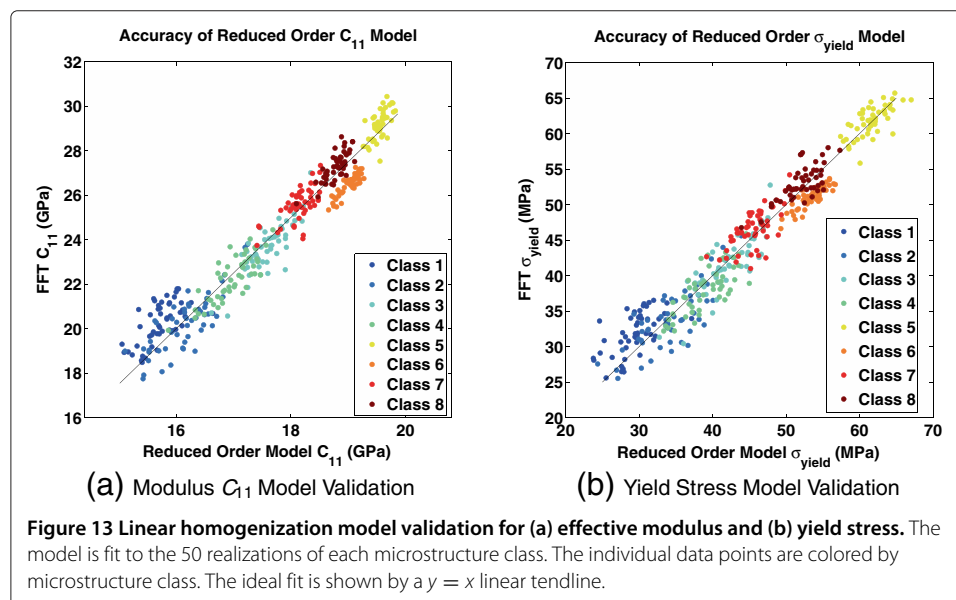 Accuracy of Reduced Order C11 Model
32
30
28
26
24
22
20
18
16
FFT C11 (GPa)
16
18
20
Reduced Order Model C11 (GPa)
Class 1
Class 2
Class 3
Class 4
Class 5
Class 6
Class 7
Class 8
(a) Modulus C11 Model Validation
Accuracy of Reduced Order σyield Model
70
65
60
55
50
45
40
35
30
25
20
FFT σyield (MPa)
20
30
40
50
60
70
Reduced Order Model σyield (MPa)
Class 1
Class 2
Class 3
Class 4
Class 5
Class 6
Class 7
Class 8
(b) Yield Stress Model Validation
Figure 13 Linear homogenization model validation for (a) effective modulus and (b) yield stress. The
model is fit to the 50 realizations of each microstructure class. The individual data points are colored by
microstructure class. The ideal fit is shown by a y = x linear tendline.